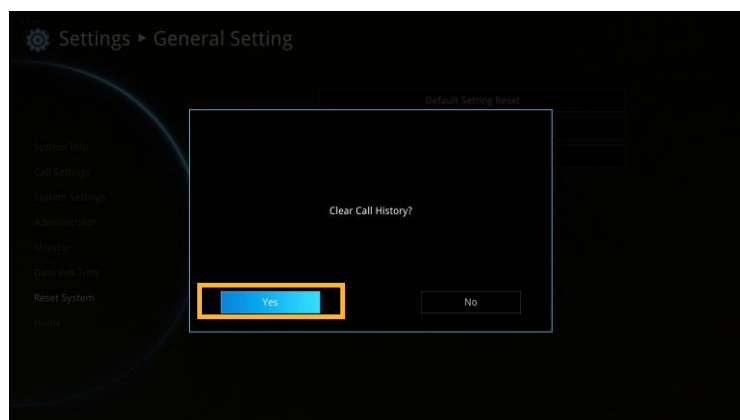 Settings ▸ General Setting
Default Setting Reset
System Info
Call Settings
System Settings
Administrator
Monitor
Date and Time
Reset System
Home
Clear Call History?
Yes
No